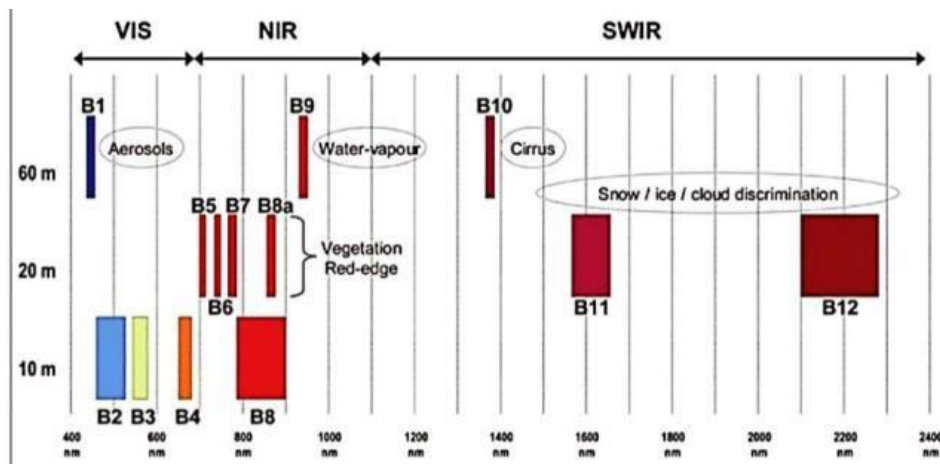 VIS NIR SWIR
B1 B9 B10
Aerosols Water-vapour Cirrus
60 m
Snow / ice / cloud discrimination
B5 B7 B8a
Vegetation
Red-edge
20 m
B6 B11 B12
10 m
B2 B3 B4 B8
400 600 800 1000 1200 1400 1600 1800 2000 2200 2400
nm nm nm nm nm nm nm nm nm nm nm